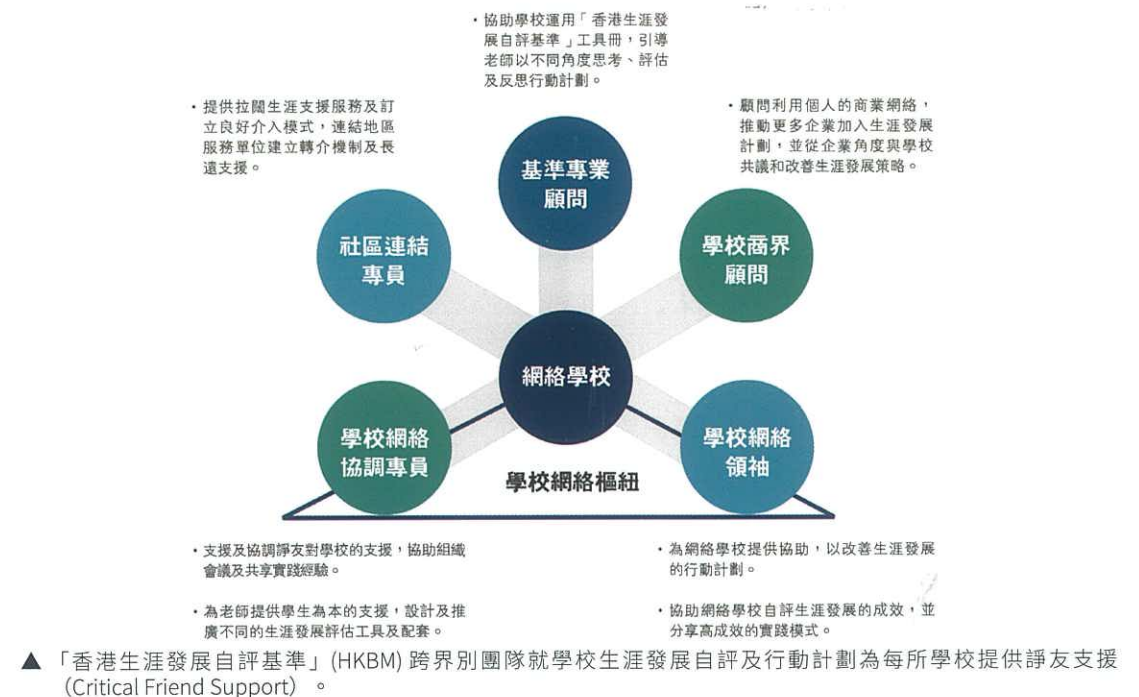 ・協助學校運用「香港生涯發
展自評基準」工具冊，引導
老師以不同角度思考、評估
及反思行動計劃。
・提供拉闊生涯支援服務及訂
立良好介入模式，連結地區
服務單位建立轉介機制及長
遠支援。
・顧問利用個人的商業網絡，
推動更多企業加入生涯發展
計劃，並從企業角度與學校
共議和改善生涯發展策略。
基準專業
顧問
社區連結
專員
學校商界
顧問
網絡學校
學校網絡
協調專員
學校網絡
領袖
學校網絡樞紐
・支援及協調諍友對學校的支援，協助組織
會議及共享實踐經驗。
・為老師提供學生為本的支援，設計及推
廣不同的生涯發展評估工具及配套。
・為網絡學校提供協助，以改善生涯發展
的行動計劃。
・協助網絡學校自評生涯發展的成效，並
分享高成效的實踐模式。
▲「香港生涯發展自評基準」(HKBM) 跨界別團隊就學校生涯發展自評及行動計劃為每所學校提供諍友支援
（Critical Friend Support）。